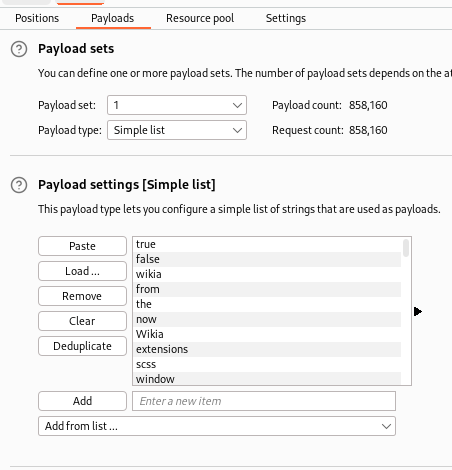 Positions Payloads Resource pool Settings
Payload sets
You can define one or more payload sets. The number of payload sets depends on the
Payload set: 1 Payload count: 858,160
Payload type: Simple list Request count: 858,160
Payload settings [Simple list]
This payload type lets you configure a simple list of strings that are used as payloads.
Paste
Load ...
Remove
Clear
Deduplicate
true
false
wikia
from
the
now
Wikia
extensions
scss
window
Add Enter a new item
Add from list ...